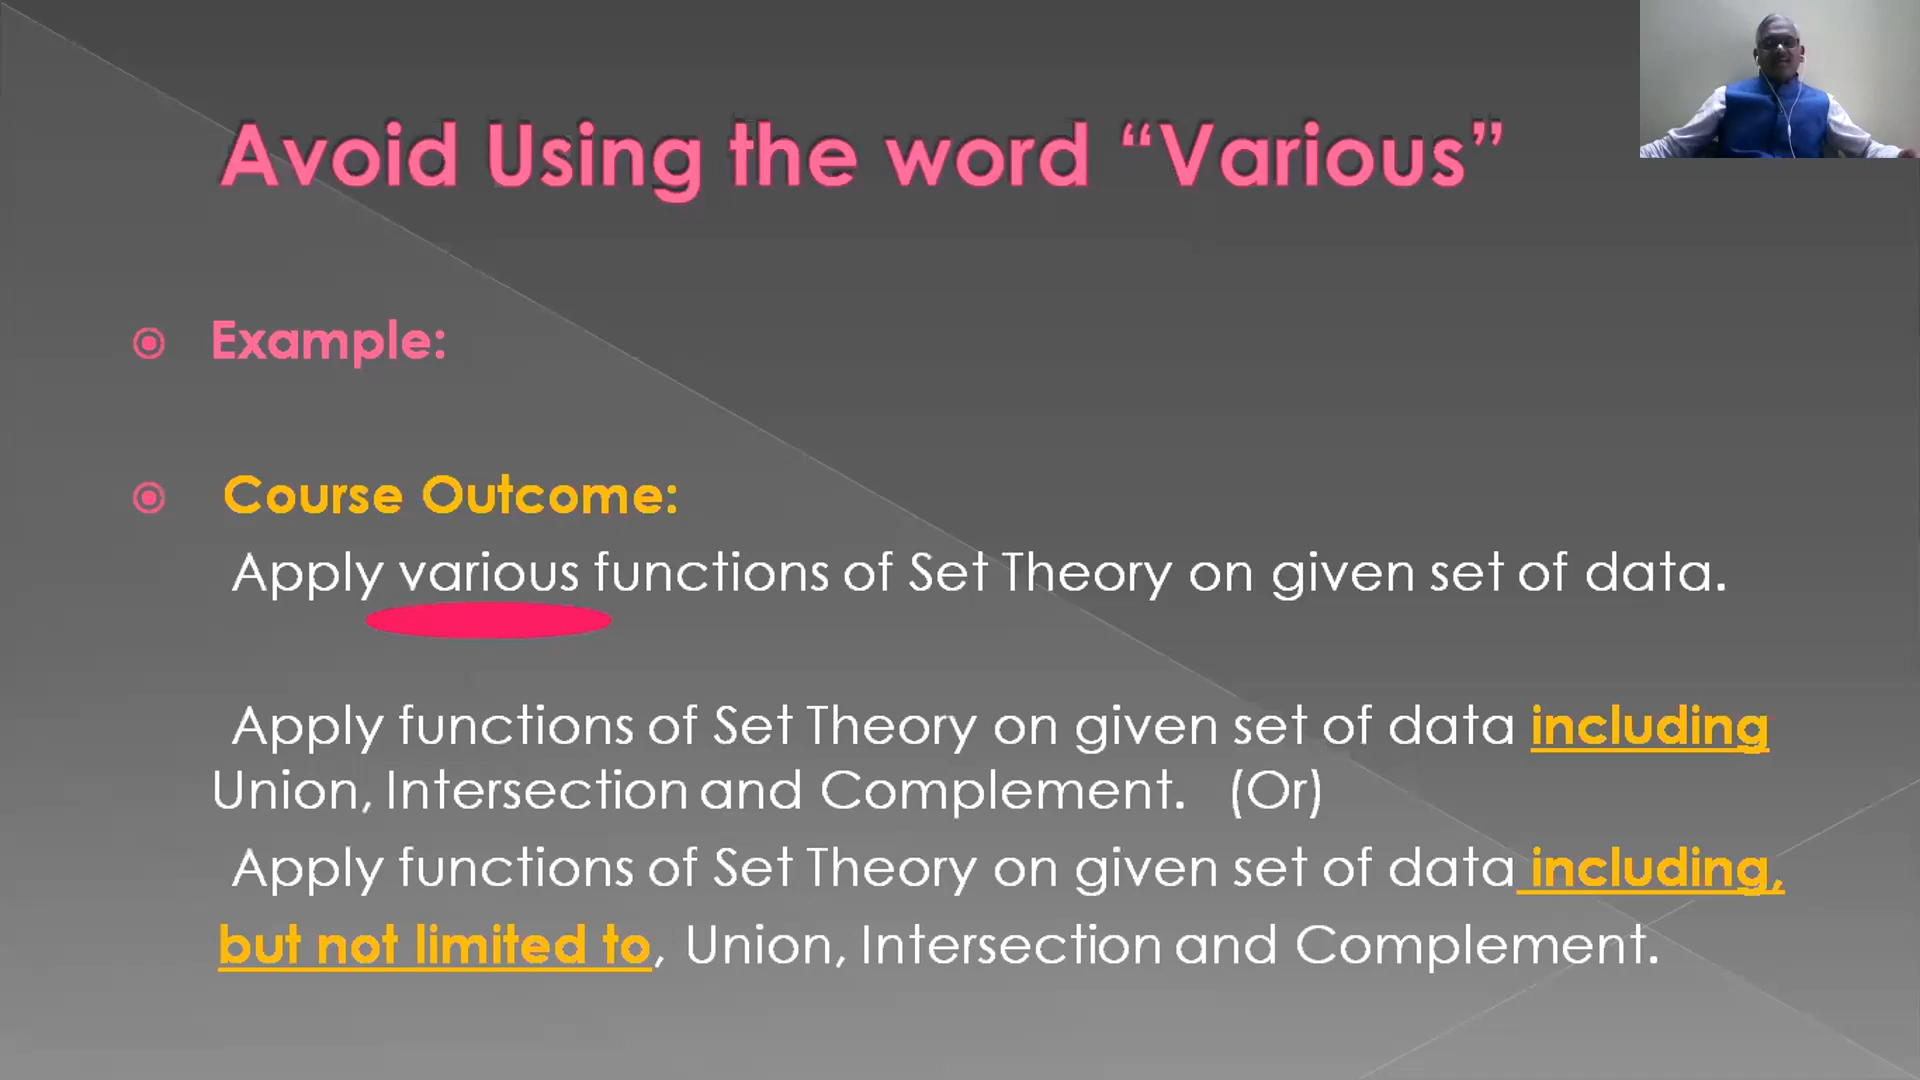 Avoid Using the word “Various”
Example:
Course Outcome:
Apply various functions of Set Theory on given set of data.
Apply functions of Set Theory on given set of data including
Union, Intersection and Complement. (Or)
Apply functions of Set Theory on given set of data including,
but not limited to, Union, Intersection and Complement.